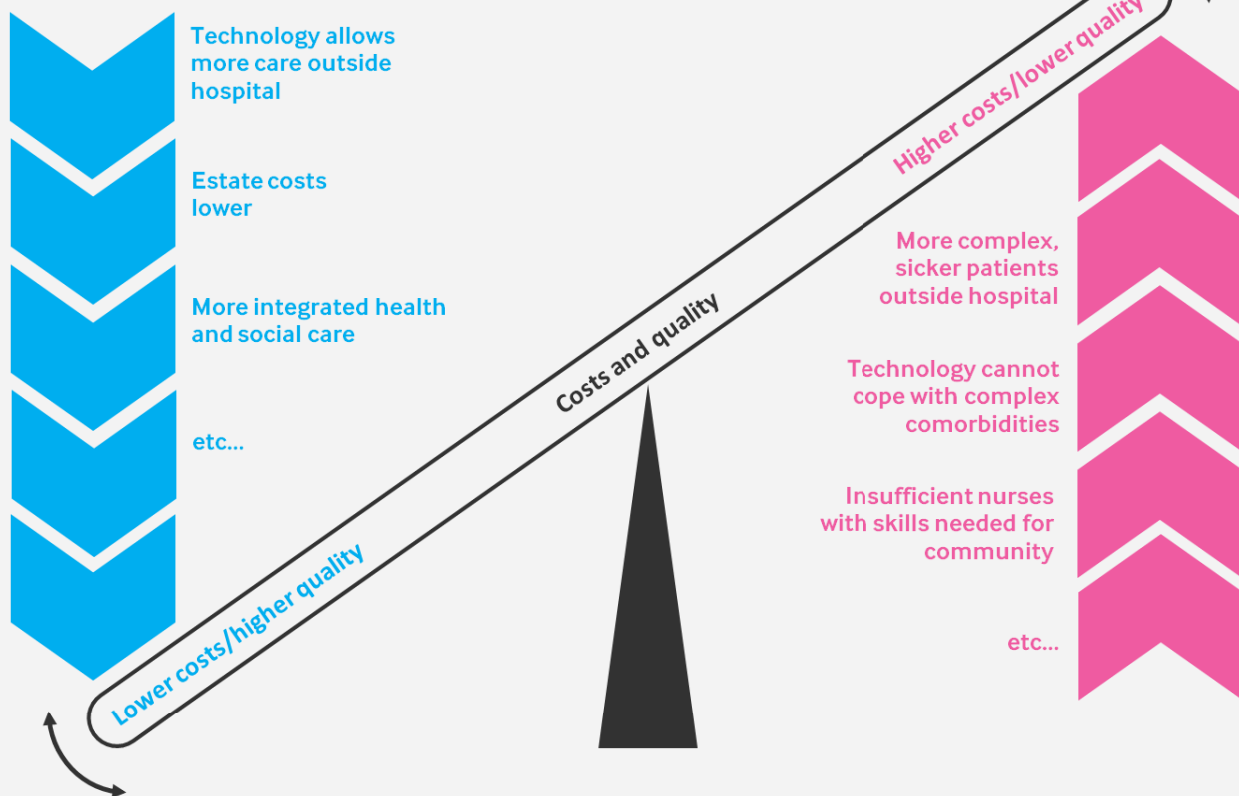 Technology allows
more care outside
hospital
Estate costs
lower
More integrated health
and social care
etc...
Lower costs/higher quality
Costs and quality
Higher costs/lower quality
More complex,
sicker patients
outside hospital
Technology cannot
cope with complex
comorbidities
Insufficient nurses
with skills needed for
community
etc...